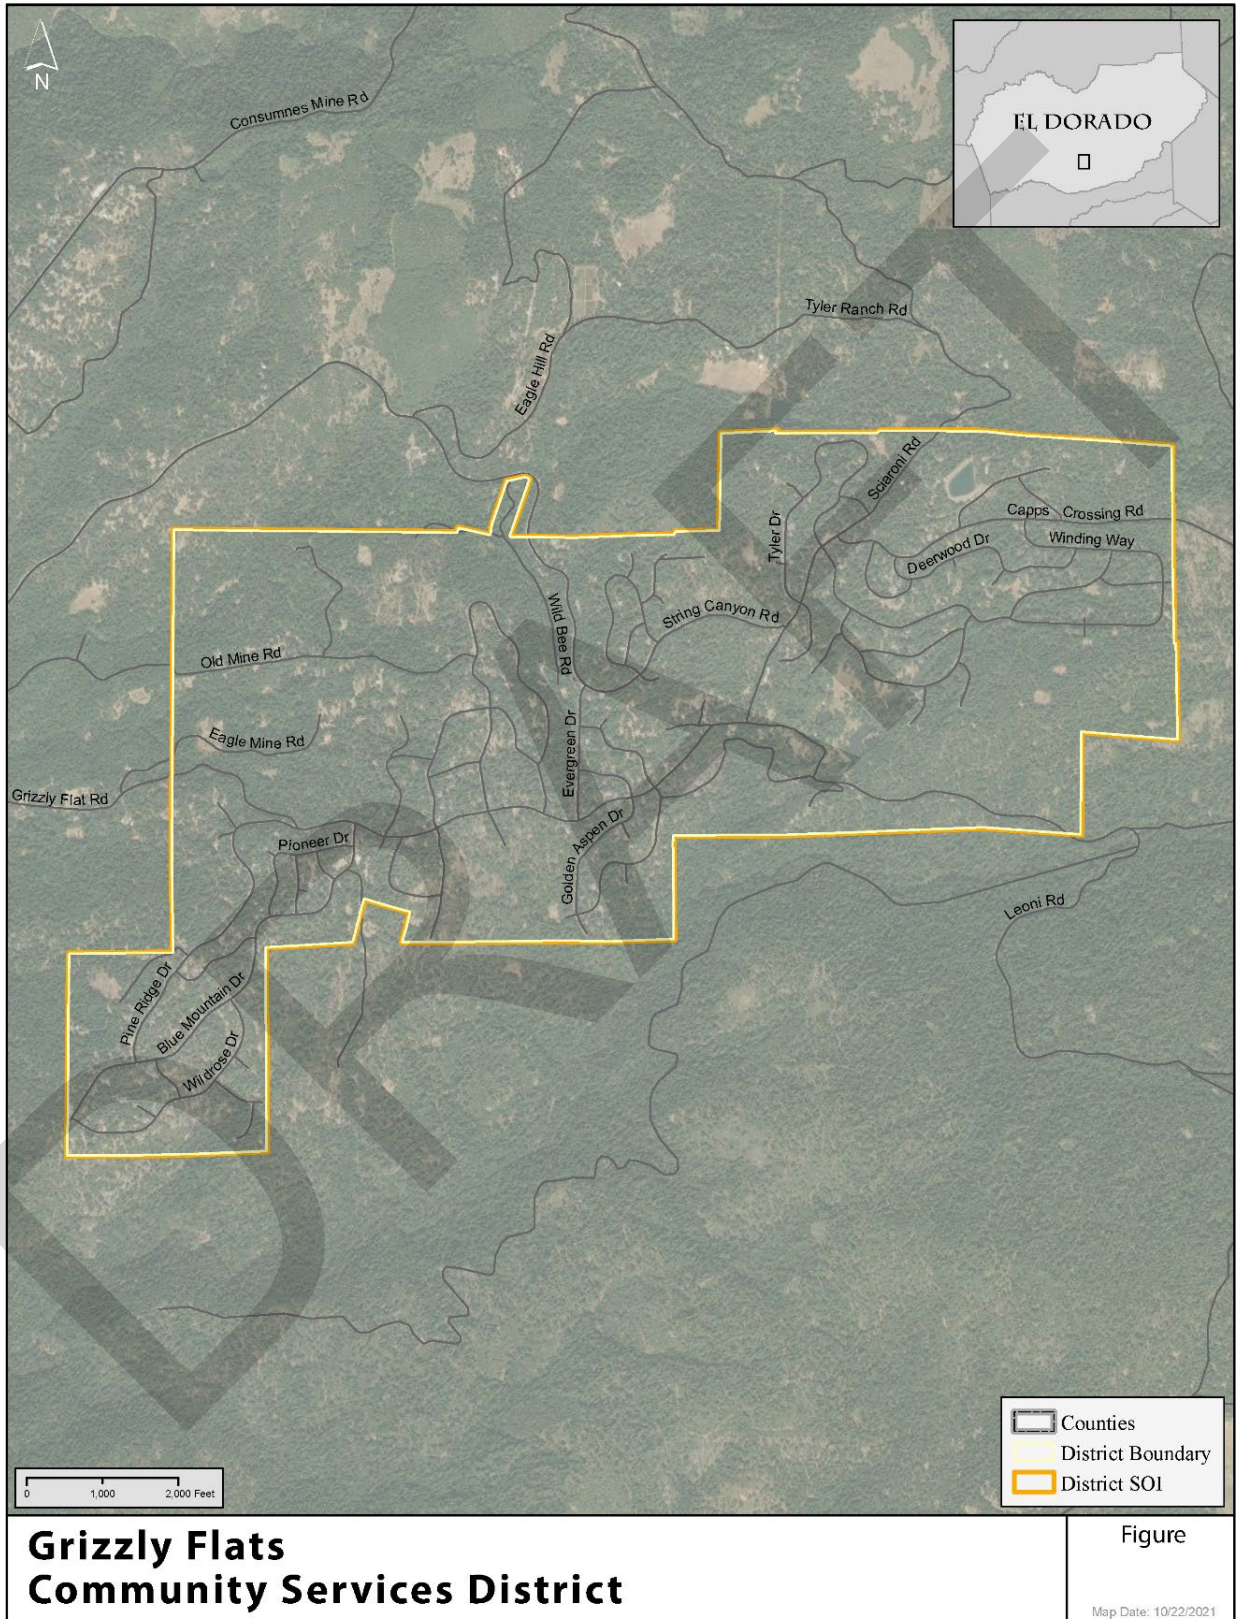 N
Consumnes Mine Rd
EL DORADO
Tyler Ranch Rd
Eagle Hill Rd
Sciaroni Rd
Capps Crossing Rd
Tyler Dr
Deerwood Dr
Winding Way
Wild Bee Rd
String Canyon Rd
Old Mine Rd
Eagle Mine Rd
Evergreen Dr
Grizzly Flat Rd
Pioneer Dr
Golden Aspen Dr
Leoni Rd
Pine Ridge Dr
Blue Mountain Dr
Wildrose Dr
DRAFT
Counties
District Boundary
District SOI
0 1,000 2,000 Feet
Grizzly Flats
Community Services District
Figure
Map Date: 10/22/2021